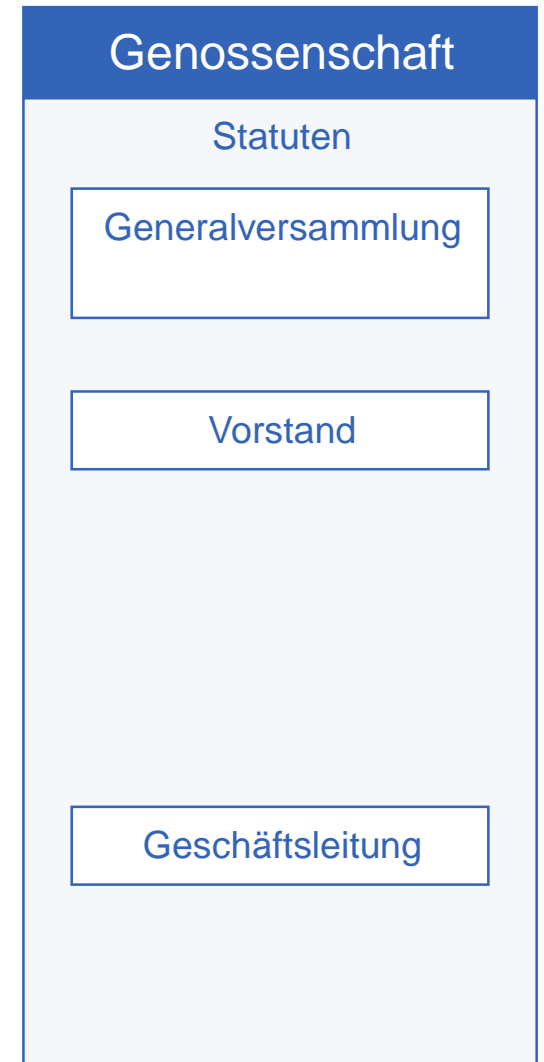 Genossenschaft
Statuten
Generalversammlung
Vorstand
Geschäftsleitung